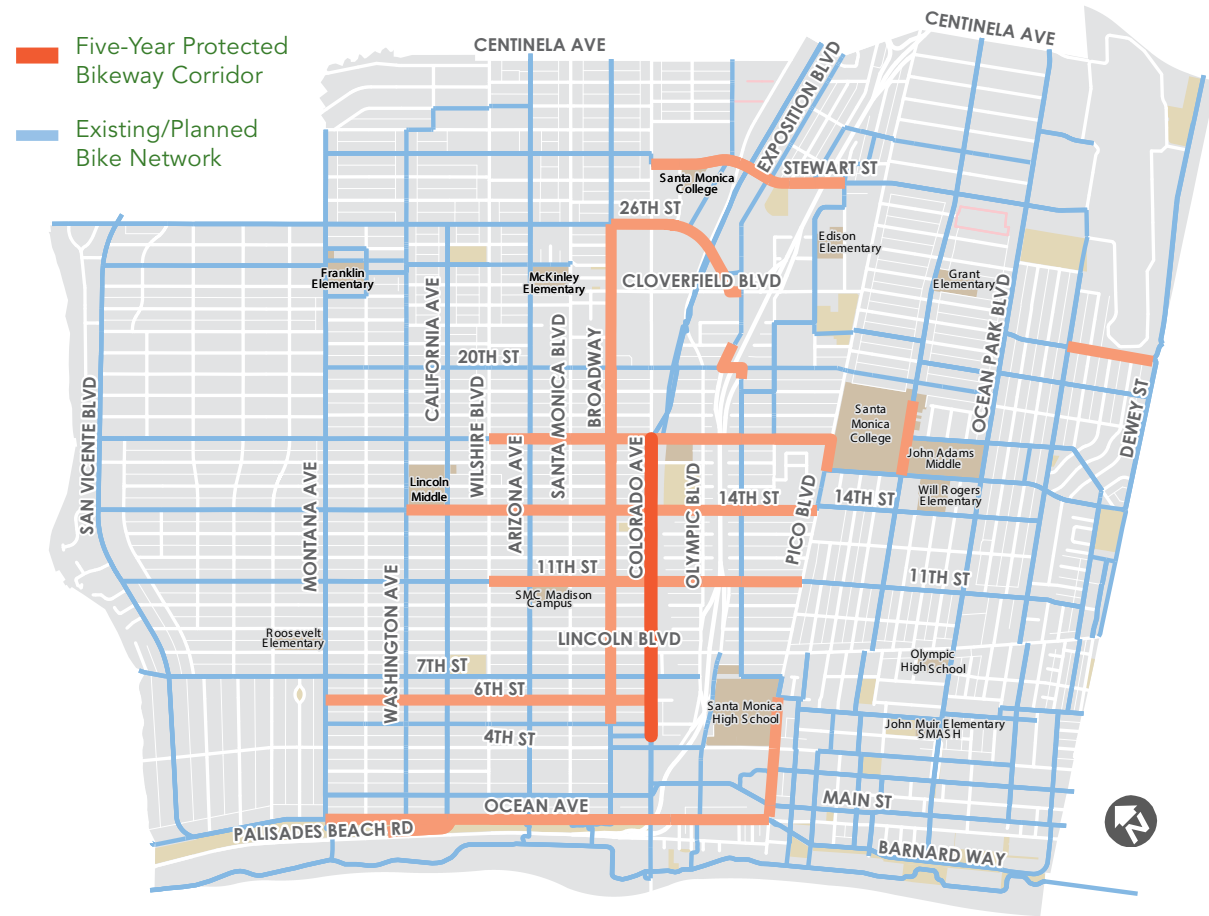 Five-Year Protected
Bikeway Corridor
Existing/Planned
Bike Network
CENTINELA AVE
CENTINELA AVE
EXPOSITION BLVD
STEWART ST
Santa Monica
College
26TH ST
Edison
Elementary
Franklin
Elementary
McKinley
Elementary
CLOVERFIELD BLVD
Grant
Elementary
CALIFORNIA AVE
SANTA MONICA BLVD
BROADWAY
OCEAN PARK BLVD
20TH ST
SAN VICENTE BLVD
WILSHIRE BLVD
DEWEY ST
Santa
Monica
College
MONTANA AVE
ARIZONA AVE
COLORADO AVE
OLYMPIC BLVD
PICO BLVD
John Adams
Middle
Lincoln
Middle
14TH ST
14TH ST
Will Rogers
Elementary
11TH ST
11TH ST
SMC Madison
Campus
WASHINGTON AVE
Roosevelt
Elementary
LINCOLN BLVD
7TH ST
Olympic
High School
6TH ST
Santa Monica
High School
4TH ST
John Muir Elementary
SMASH
OCEAN AVE
MAIN ST
PALISADES BEACH RD
BARNARD WAY
N